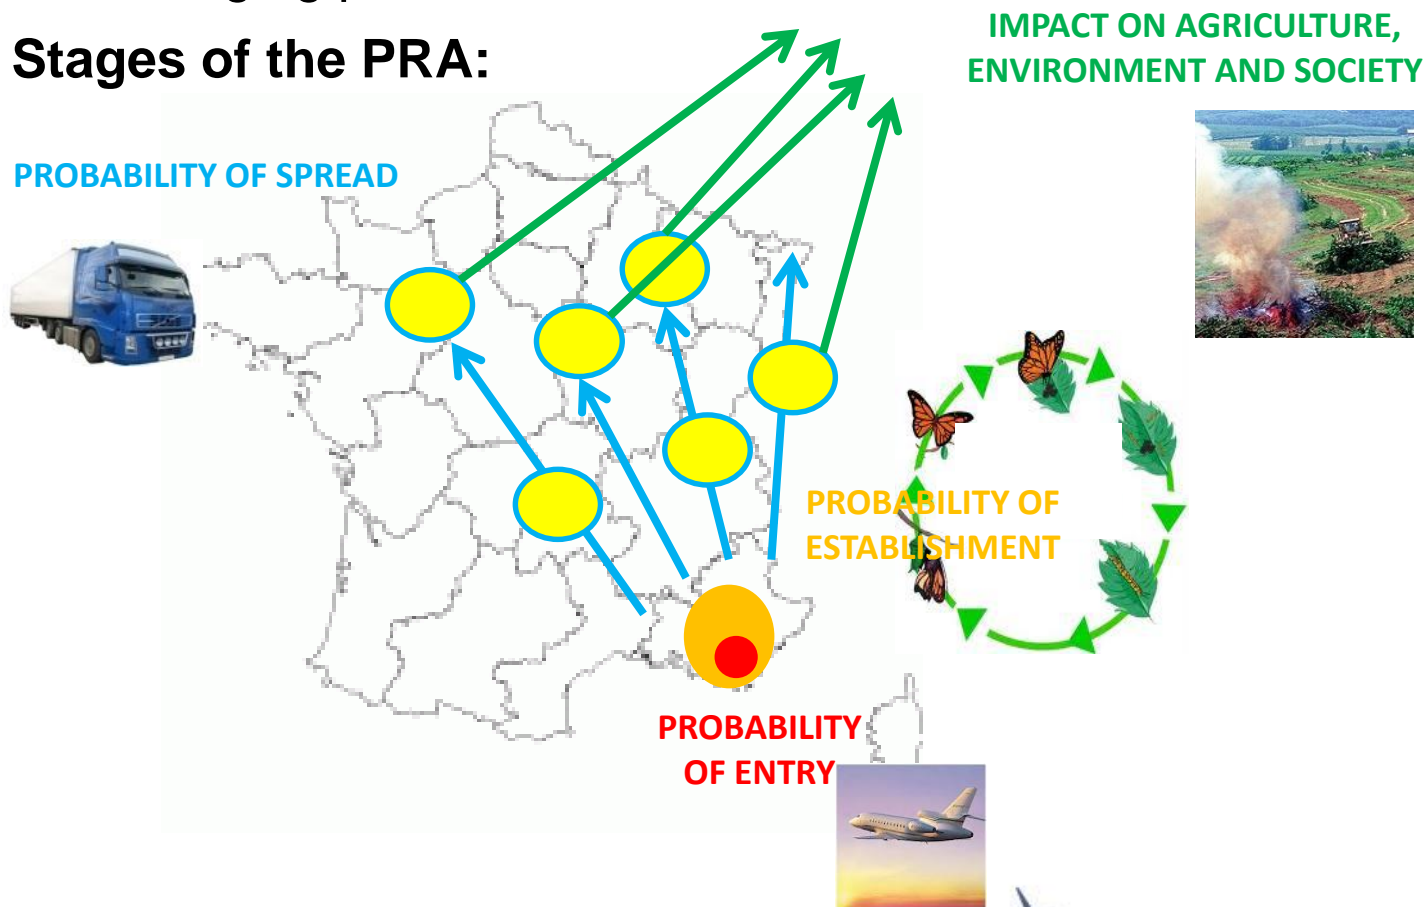 Stages of the PRA:
IMPACT ON AGRICULTURE,
ENVIRONMENT AND SOCIETY
PROBABILITY OF SPREAD
PROBABILITY OF
ESTABLISHMENT
PROBABILITY
OF ENTRY